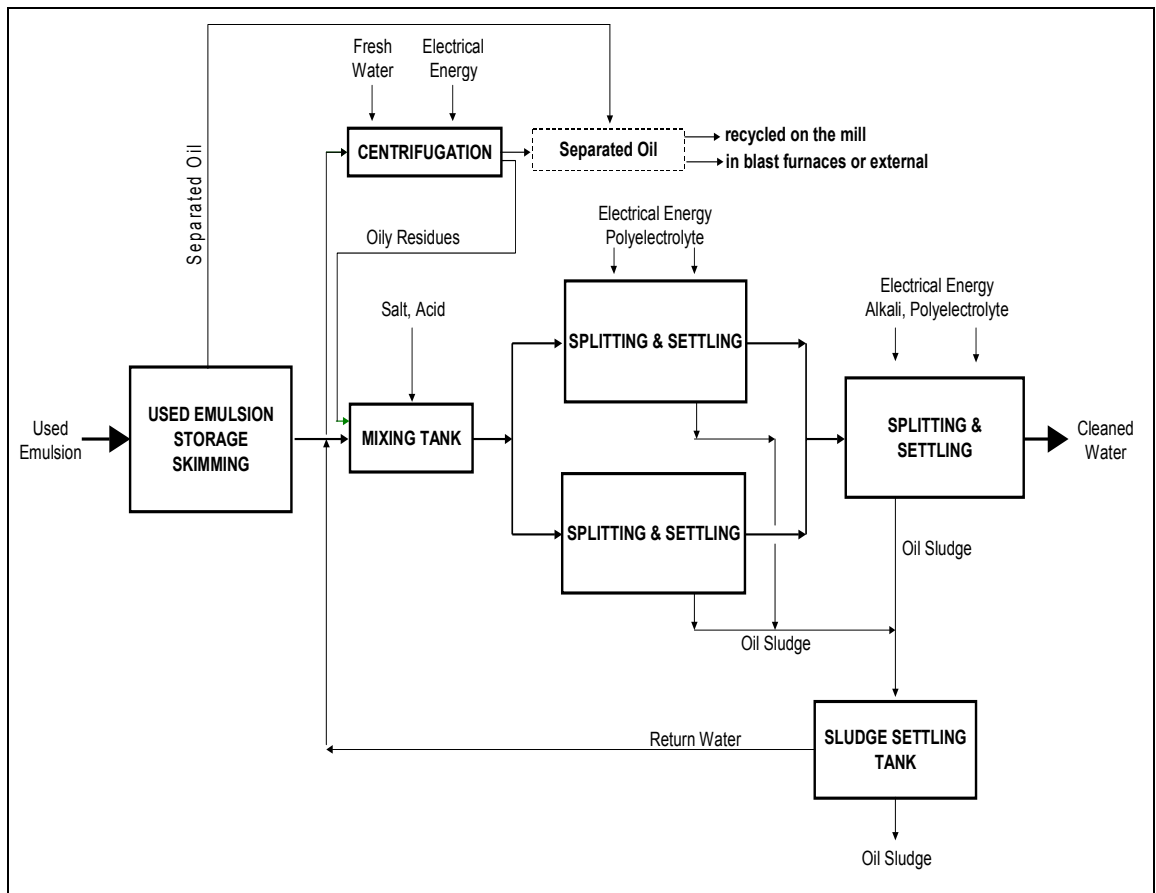 Fresh
Water
Electrical
Energy
Separated Oil
CENTRIFUGATION
Separated Oil
recycled on the mill
in blast furnaces or external
Oily Residues
Electrical Energy
Polyelectrolyte
Salt, Acid
SPLITTING & SETTLING
Electrical Energy
Alkali, Polyelectrolyte
Used
Emulsion
USED EMULSION
STORAGE
SKIMMING
MIXING TANK
SPLITTING &
SETTLING
Cleaned
Water
SPLITTING & SETTLING
Oil Sludge
Oil Sludge
Return Water
SLUDGE SETTLING
TANK
Oil Sludge